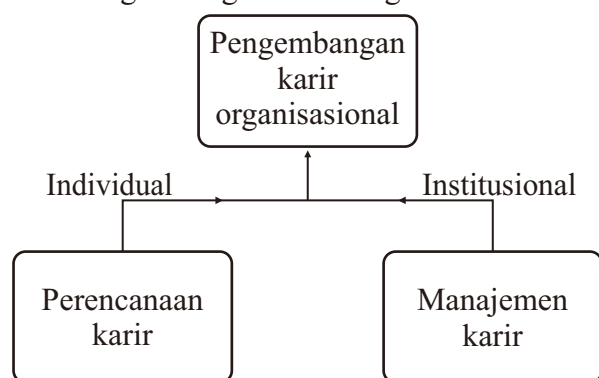 Pengembangan
karir
organisasional
Individual
Institusional
Perencanaan
karir
Manajemen
karir